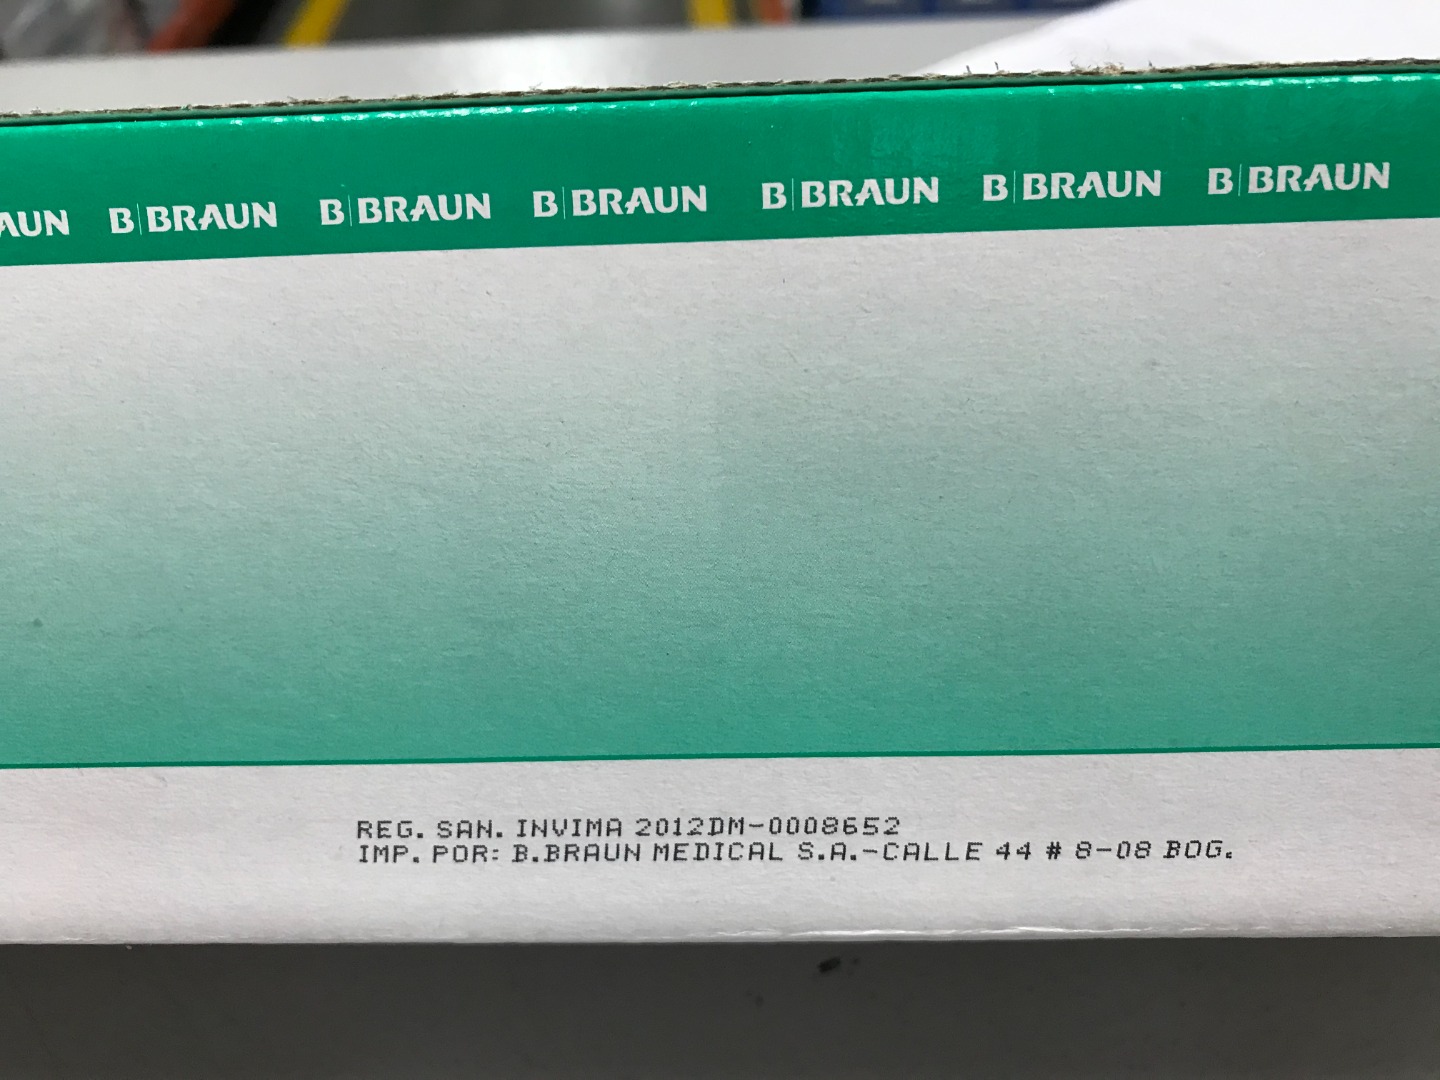 AUN B BRAUN B BRAUN B BRAUN B BRAUN B BRAUN B BRAUN
REG. SAN. INVIMA 2012DM-0008652
IMP. POR: B.BRAUN MEDICAL S.A.-CALLE 44 # 8-08 BOG.